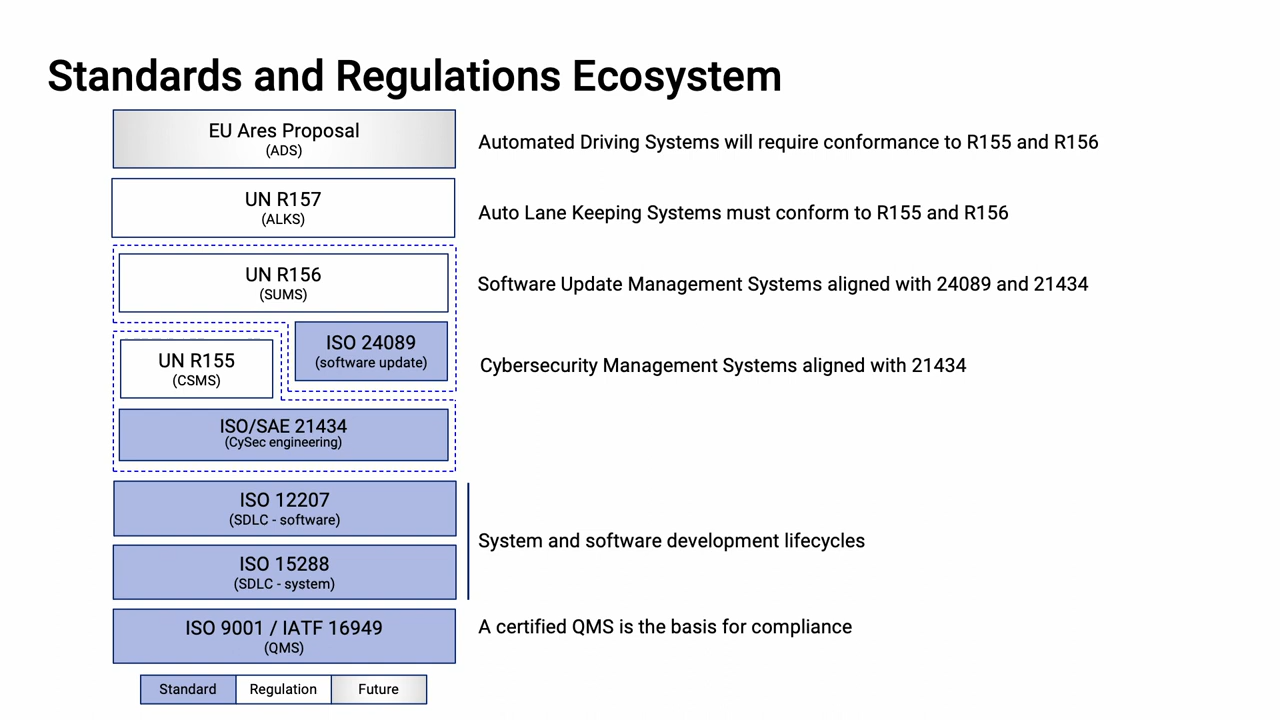 Standards and Regulations Ecosystem
EU Ares Proposal
(ADS)
Automated Driving Systems will require conformance to R155 and R156
UN R157
(ALKS)
Auto Lane Keeping Systems must conform to R155 and R156
UN R156
(SUMS)
Software Update Management Systems aligned with 24089 and 21434
ISO 24089
(software update)
UN R155
(CSMS)
Cybersecurity Management Systems aligned with 21434
ISO/SAE 21434
(CySec engineering)
ISO 12207
(SDLC - software)
ISO 15288
(SDLC - system)
System and software development lifecycles
ISO 9001 / IATF 16949
(QMS)
A certified QMS is the basis for compliance
Standard
Regulation
Future